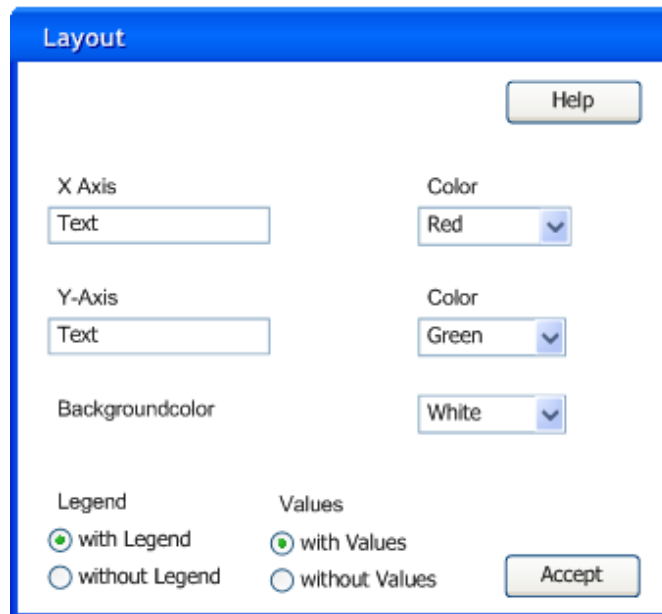 Layout
Help
X Axis
Color
Text
Red
Y-Axis
Color
Text
Green
Backgroundcolor
White
Legend
Values
with Legend
with Values
without Legend
without Values
Accept